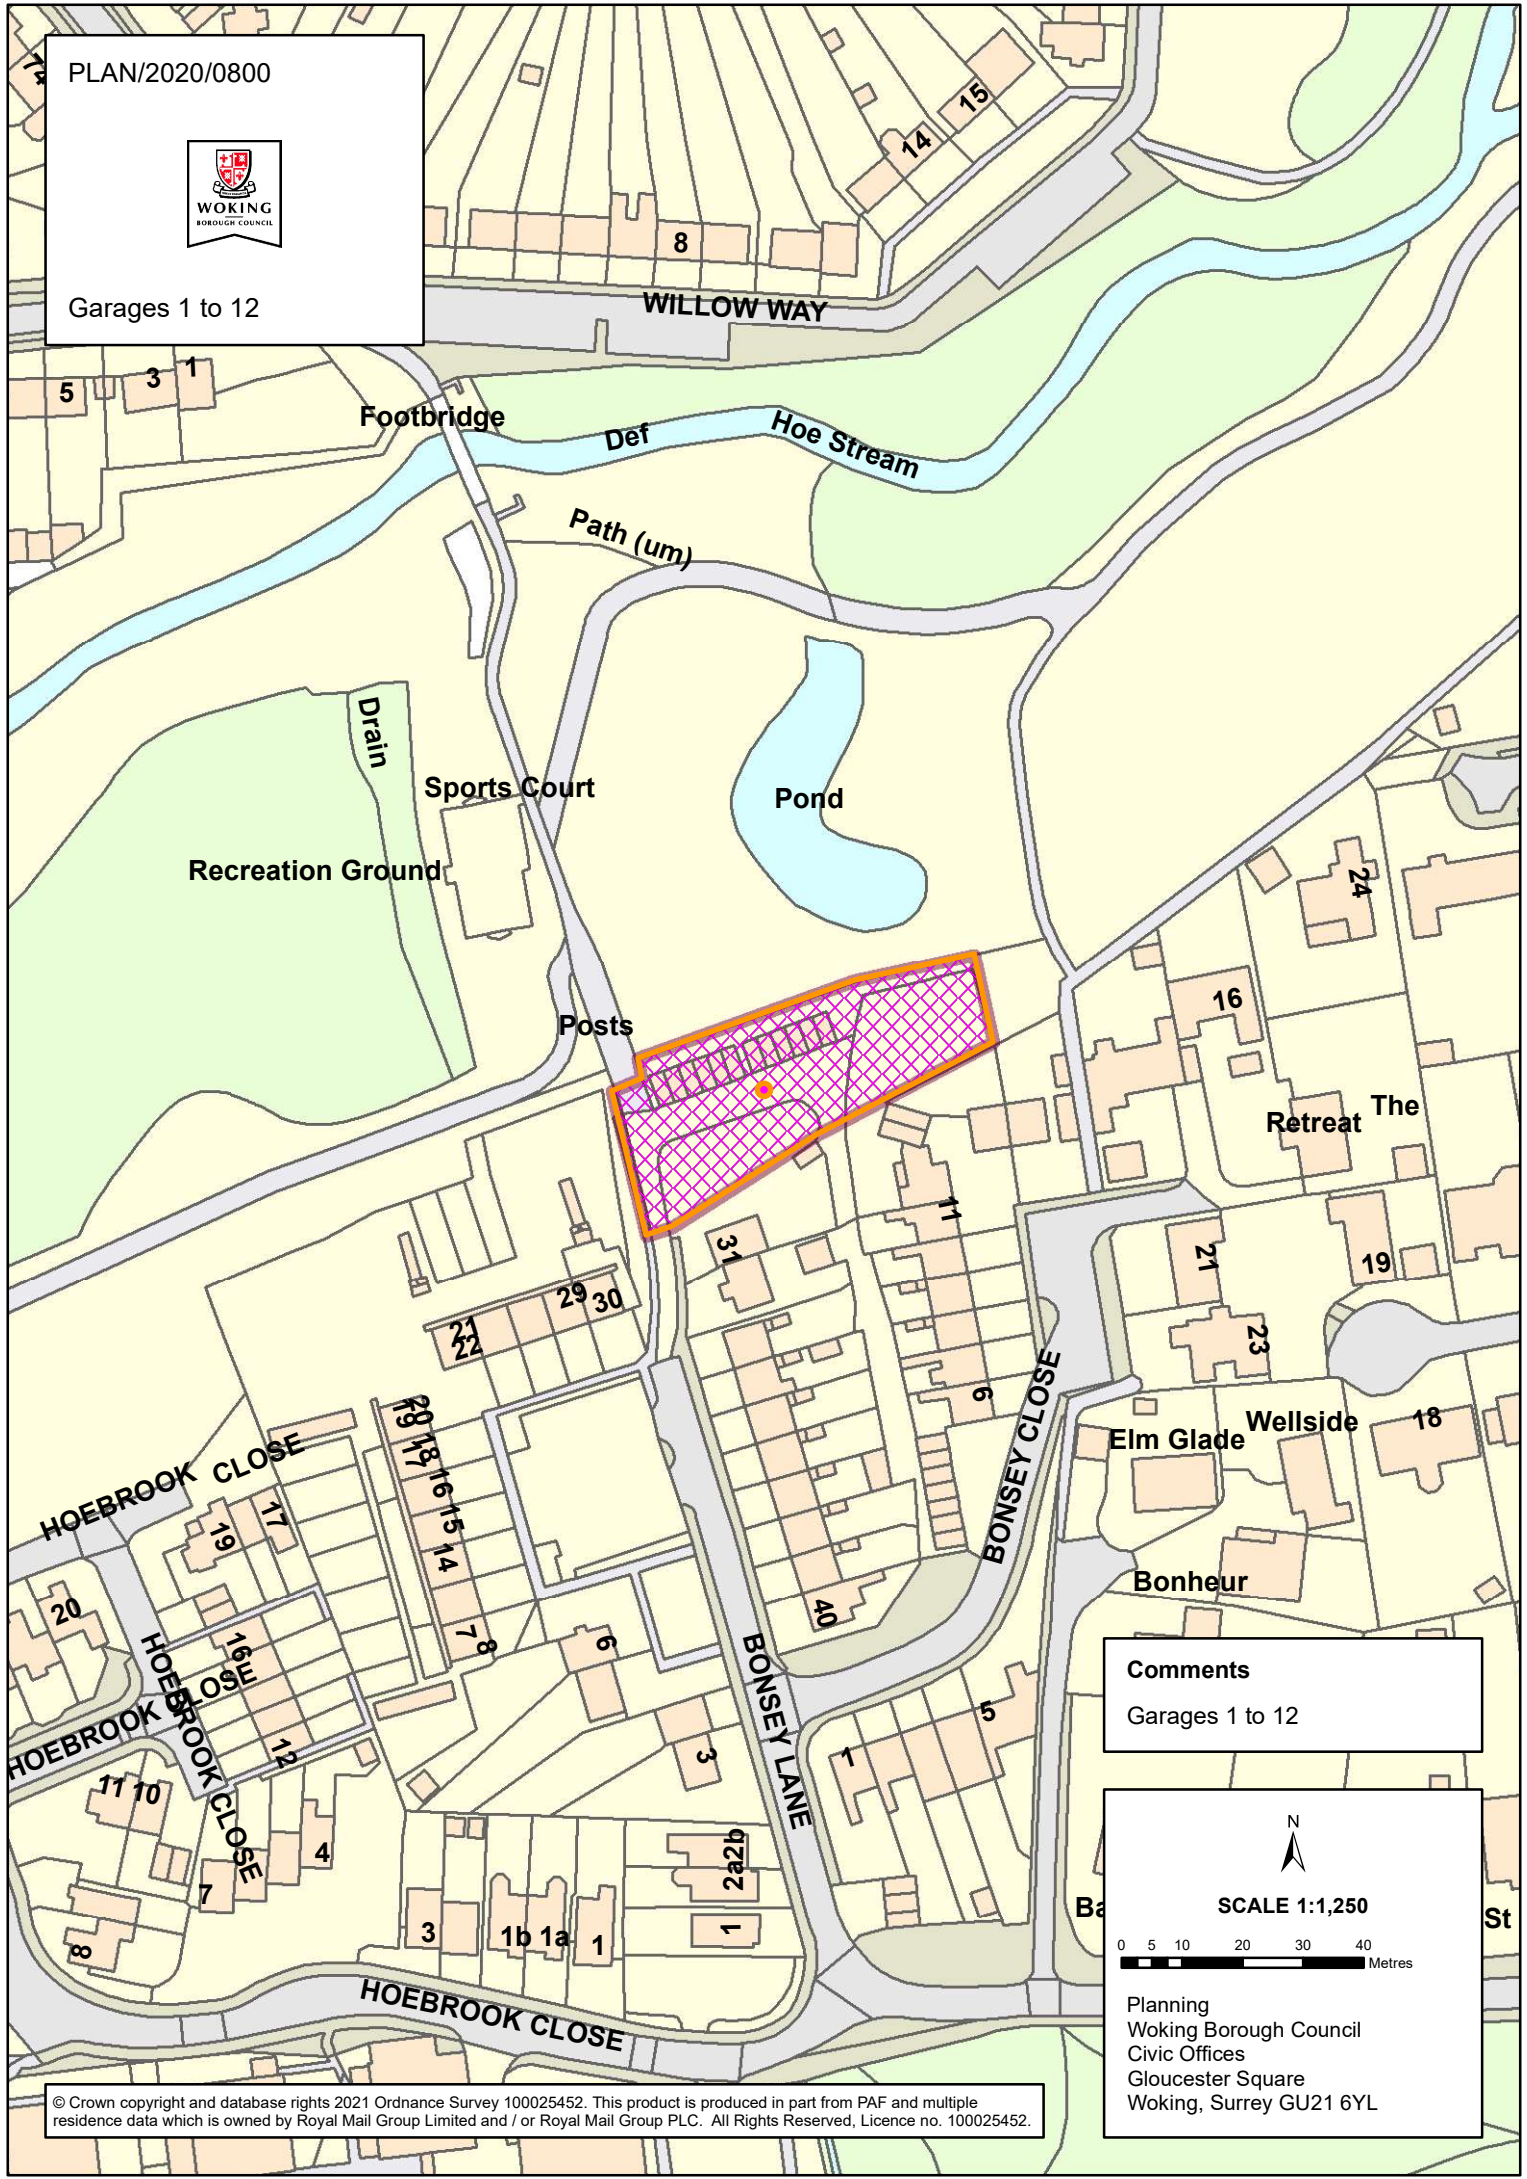 PLAN/2020/0800
WOKING
BOROUGH COUNCIL
Garages 1 to 12
74
15
14
8
WILLOW WAY
5
3
1
Footbridge
Def
Hoe Stream
Path (um)
Drain
Sports Court
Pond
Recreation Ground
24
16
Posts
The
Retreat
11
31
21
19
29
30
21
22
23
6
BONSEY CLOSE
20
19
18
17
16
15
14
Elm Glade
Wellside
18
HOEBROOK CLOSE
17
19
Bonheur
20
40
7
8
6
16
HOEBROOK CLOSE
HOEBROOK CLOSE
12
BONSEY LANE
3
5
1
11
10
4
7
8
2a2b
3
1b
1a
1
1
HOEBROOK CLOSE
Comments
Garages 1 to 12
Ba
St
N
SCALE 1:1,250
0 5 10 20 30 40
Metres
Planning
Woking Borough Council
Civic Offices
Gloucester Square
Woking, Surrey GU21 6YL
© Crown copyright and database rights 2021 Ordnance Survey 100025452. This product is produced in part from PAF and multiple
residence data which is owned by Royal Mail Group Limited and / or Royal Mail Group PLC. All Rights Reserved, Licence no. 100025452.